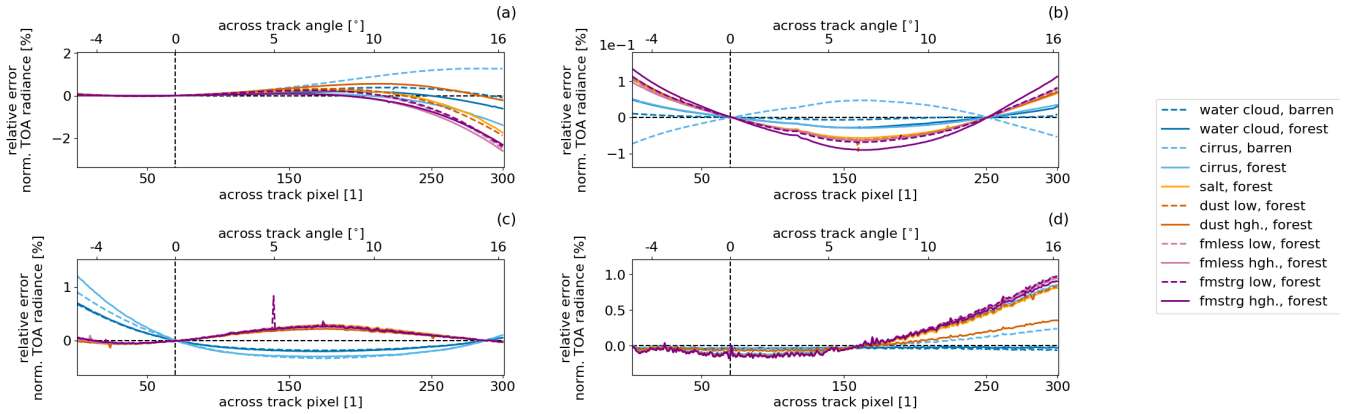 across track angle [°] (a)
-4 0 5 10 16
relative error
norm. TOA radiance [%]
2
0
−2
50 150 250 300
across track pixel [1]
across track angle [°] (b)
-4 0 5 10 16
1e−1
relative error
norm. TOA radiance [%]
1
0
−1
50 150 250 300
across track pixel [1]
across track angle [°] (c)
-4 0 5 10 16
relative error
norm. TOA radiance [%]
1
0
50 150 250 300
across track pixel [1]
across track angle [°] (d)
-4 0 5 10 16
relative error
norm. TOA radiance [%]
1.0
0.5
0.0
50 150 250 300
across track pixel [1]
water cloud, barren
water cloud, forest
cirrus, barren
cirrus, forest
salt, forest
dust low, forest
dust hgh., forest
fmless low, forest
fmless hgh., forest
fmstrg low, forest
fmstrg hgh., forest